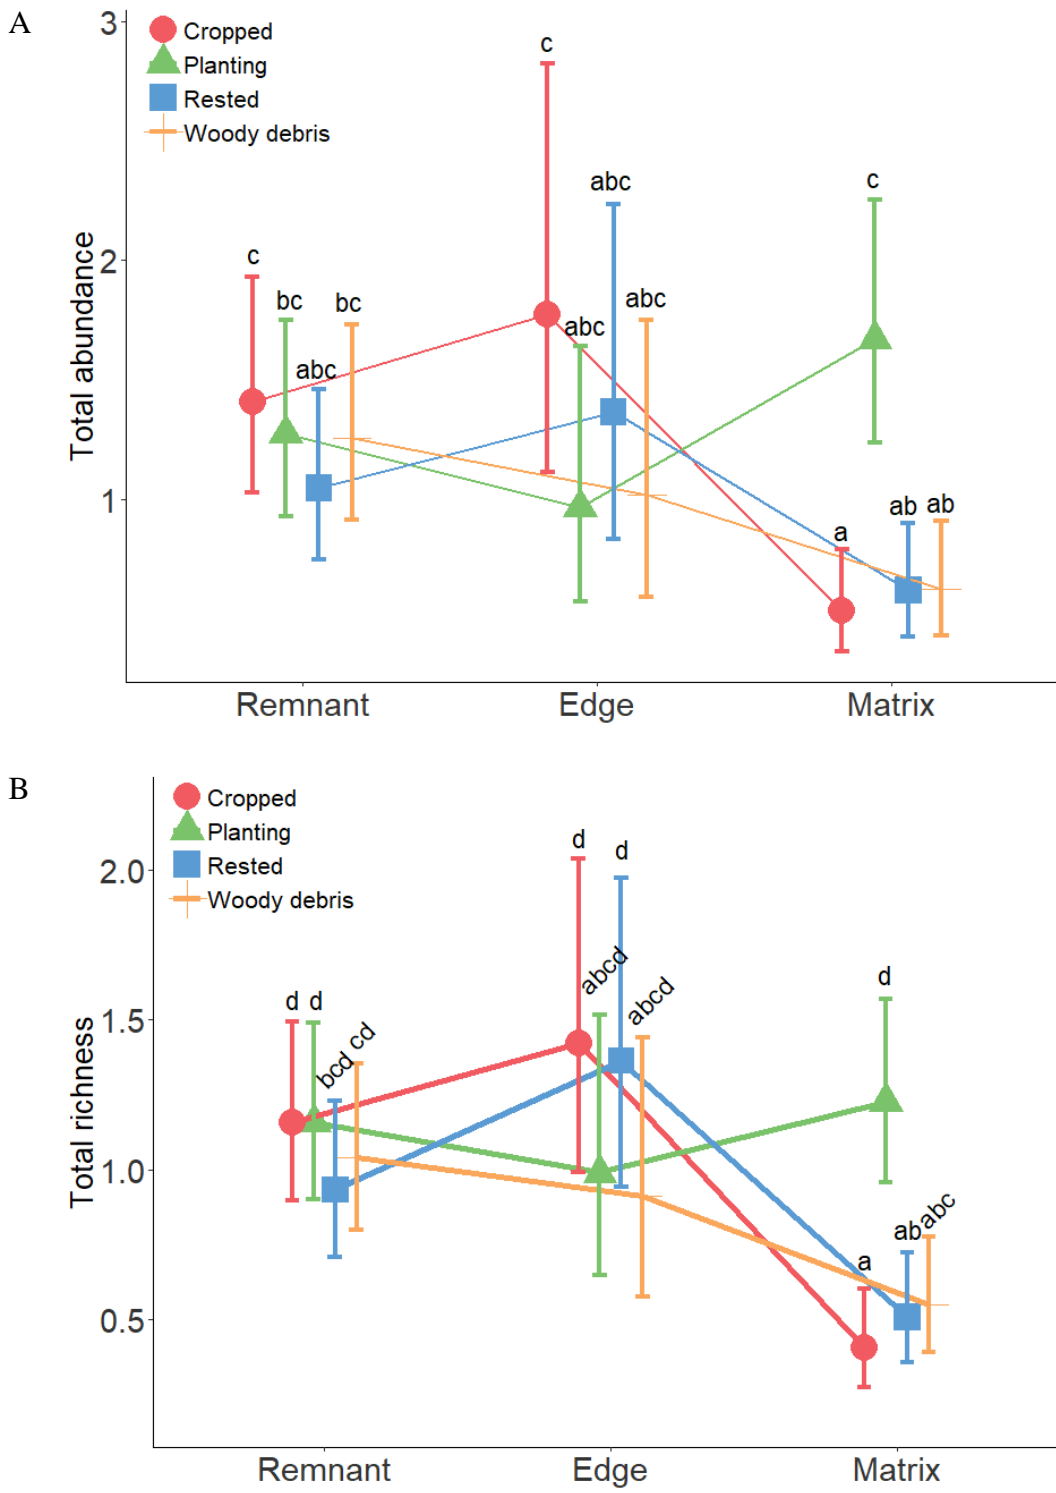 A
3
Cropped
Planting
Rested
Woody debris
c
abc
c
2
c
bc
bc
abc
abc
abc
Total abundance
1
ab
ab
a
Remnant
Edge
Matrix
B
Cropped
Planting
Rested
Woody debris
2.0
d
d
abcd
abcd
d
1.5
d
d
bcd
cd
Total richness
1.0
ab
abc
a
0.5
Remnant
Edge
Matrix